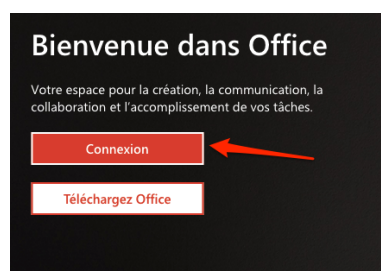 Bienvenue dans Office
Votre espace pour la création, la communication, la
collaboration et l'accomplissement de vos tâches.
Connexion
Téléchargez Office